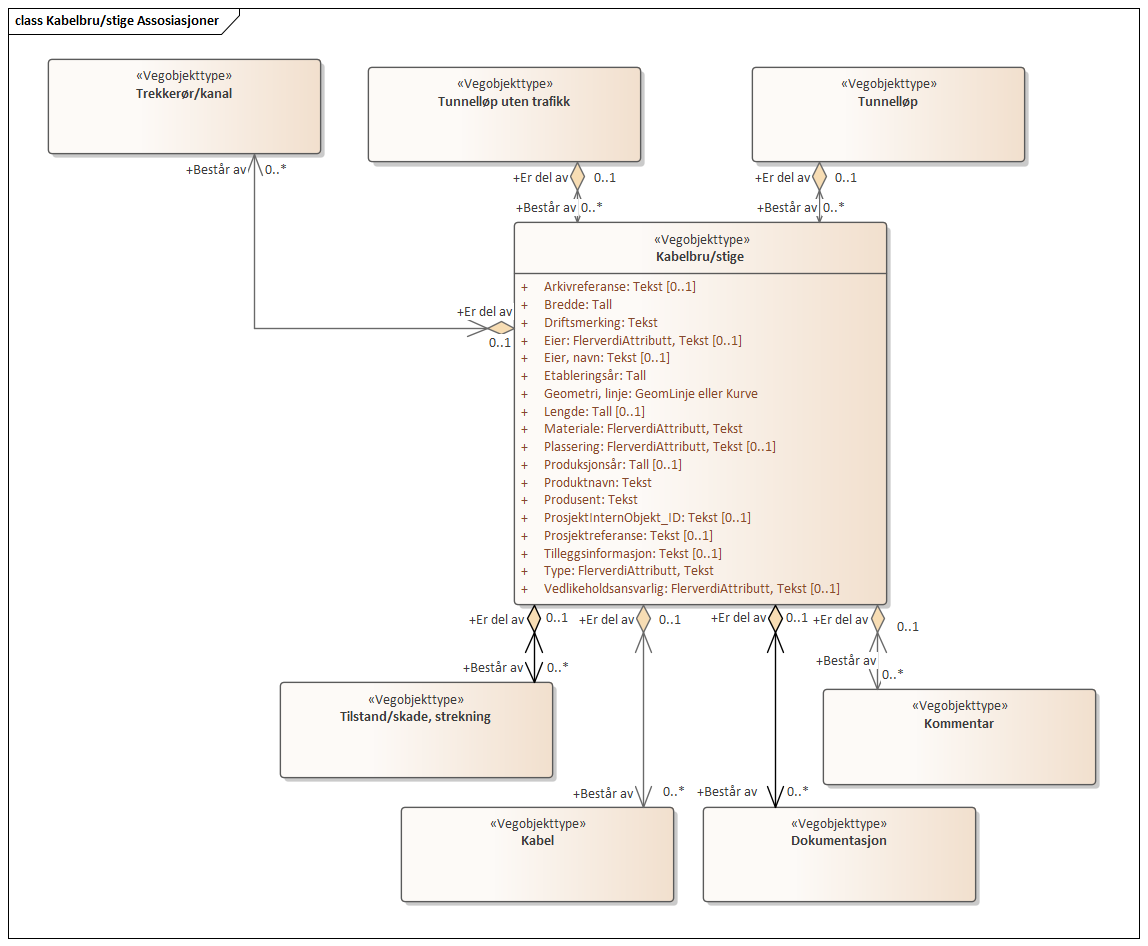 class Kabelbru/stige Assosiasjoner
«Vegobjekttype»
Trekkerør/kanal
«Vegobjekttype»
Tunnelløp uten trafikk
«Vegobjekttype»
Tunnelløp
+Består av
0..*
+Er del av
0..1
+Er del av
0..1
+Består av
0..*
+Består av
0..*
«Vegobjekttype»
Kabelbru/stige
+ Arkivreferanse: Tekst [0..1]
+ Bredde: Tall
+ Driftsmerking: Tekst
+ Eier: FlerverdiAttributt, Tekst [0..1]
+ Eier, navn: Tekst [0..1]
+ Etableringsår: Tall
+ Geometri, linje: GeomLinje eller Kurve
+ Lengde: Tall [0..1]
+ Materiale: FlerverdiAttributt, Tekst
+ Plassering: FlerverdiAttributt, Tekst [0..1]
+ Produksjonsår: Tall [0..1]
+ Produktnavn: Tekst
+ Produsent: Tekst
+ ProsjektInternObjekt_ID: Tekst [0..1]
+ Prosjektreferanse: Tekst [0..1]
+ Tilleggsinformasjon: Tekst [0..1]
+ Type: FlerverdiAttributt, Tekst
+ Vedlikeholdsansvarlig: FlerverdiAttributt, Tekst [0..1]
+Er del av
0..1
+Er del av
0..1
+Er del av
0..1
+Er del av
0..1
+Er del av
0..1
+Består av
0..*
+Består av
0..*
«Vegobjekttype»
Tilstand/skade, strekning
«Vegobjekttype»
Kommentar
+Består av
0..*
+Består av
0..*
«Vegobjekttype»
Kabel
«Vegobjekttype»
Dokumentasjon